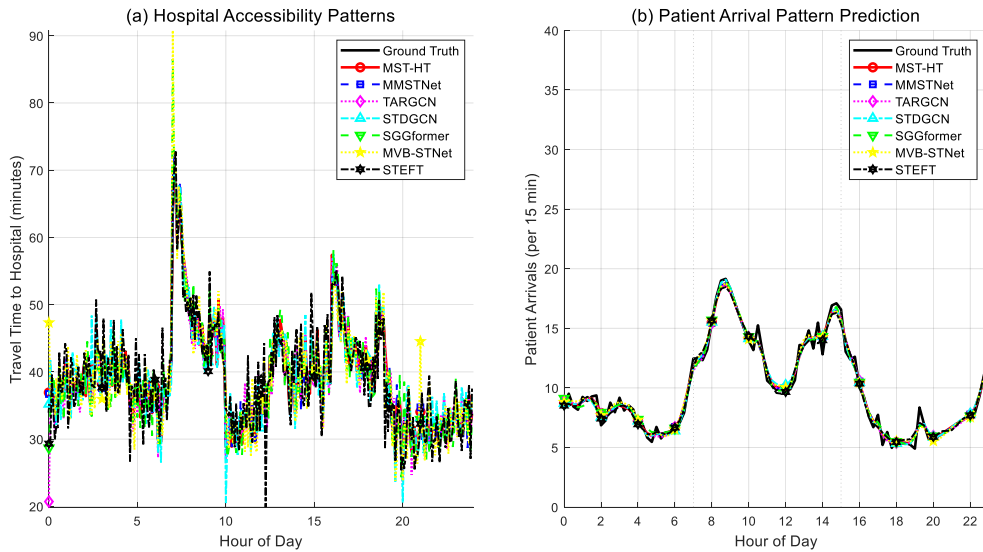 (a) Hospital Accessibility Patterns
Travel Time to Hospital (minutes)
90
80
70
60
50
40
30
20
0
5
10
15
20
Hour of Day
Ground Truth
MST-HT
MMSTNet
TARGCN
STDGCN
SGGformer
MVB-STNet
STEFT
(b) Patient Arrival Pattern Prediction
Patient Arrivals (per 15 min)
40
35
30
25
20
15
10
5
0
0
2
4
6
8
10
12
14
16
18
20
22
Hour of Day
Ground Truth
MST-HT
MMSTNet
TARGCN
STDGCN
SGGformer
MVB-STNet
STEFT